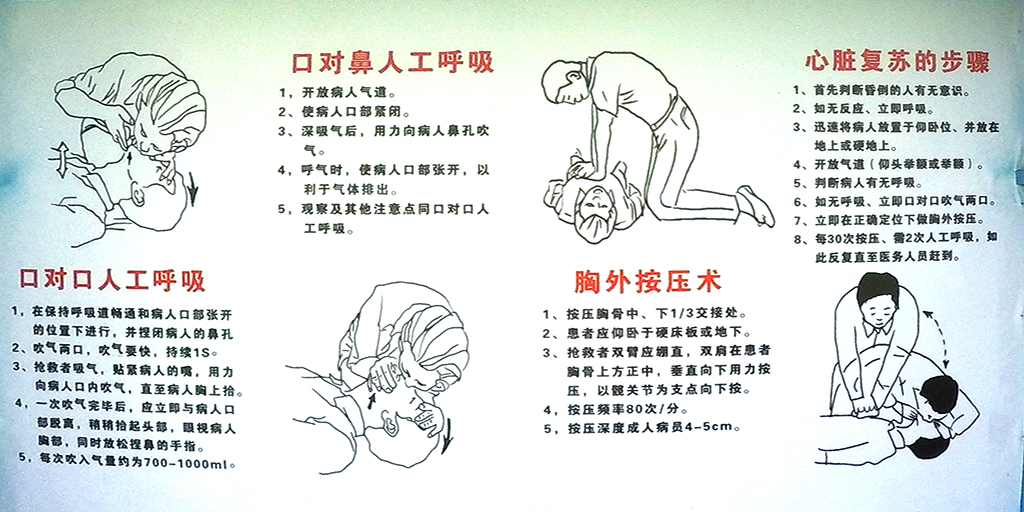 口对鼻人工呼吸
1，开放病人气道。
2、使病人口部紧闭。
3、深吸气后，用力向病人鼻孔吹
气。
4，呼气时，使病人口部张开，以
利于气体排出。
5，观察及其他注意点同口对口人
工呼吸。
心脏复苏的步骤
1、首先判断昏倒的人有无意识。
2、如无反应、立即呼吸。
3、迅速将病人放置于仰卧位、并放在
地上或硬地上。
4、开放气道（仰头举颏或举额）。
5、判断病人有无呼吸。
6、如无呼吸、立即口对口吹气两口。
7、立即在正确定位下做胸外按压。
8、每30次按压、需2次人工呼吸，如
此反复直至医务人员赶到。
口对口人工呼吸
1，在保持呼吸道畅通和病人口部张开
的位置下进行，并捏闭病人的鼻孔
2、吹气两口，吹气要快，持续1S。
3、抢救者吸气，贴紧病人的嘴，用力
向病人口内吹气，直至病人胸上抬。
4，一次吹气完毕后，应立即与病人口
部脱离，稍稍抬起头部，眼视病人
胸部，同时放松捏鼻的手指。
5，每次吹入气量约为700-1000ml。
胸外按压术
1、按压胸骨中、下1/3交接处。
2、患者应仰卧于硬床板或地下。
3、抢救者双臂应绷直，双肩在患者
胸骨上方正中，垂直向下用力按
压，以髋关节为支点向下按。
4，按压频率80次/分。
5，按压深度成人病员4-5cm。